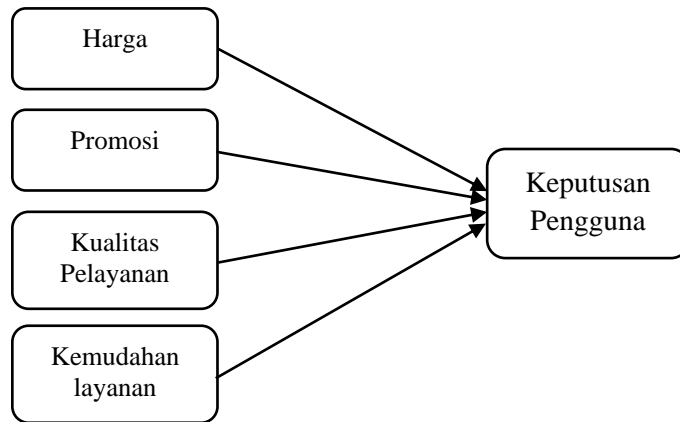 Harga
Promosi
Kualitas
Pelayanan
Kemudahan
layanan
Keputusan
Pengguna